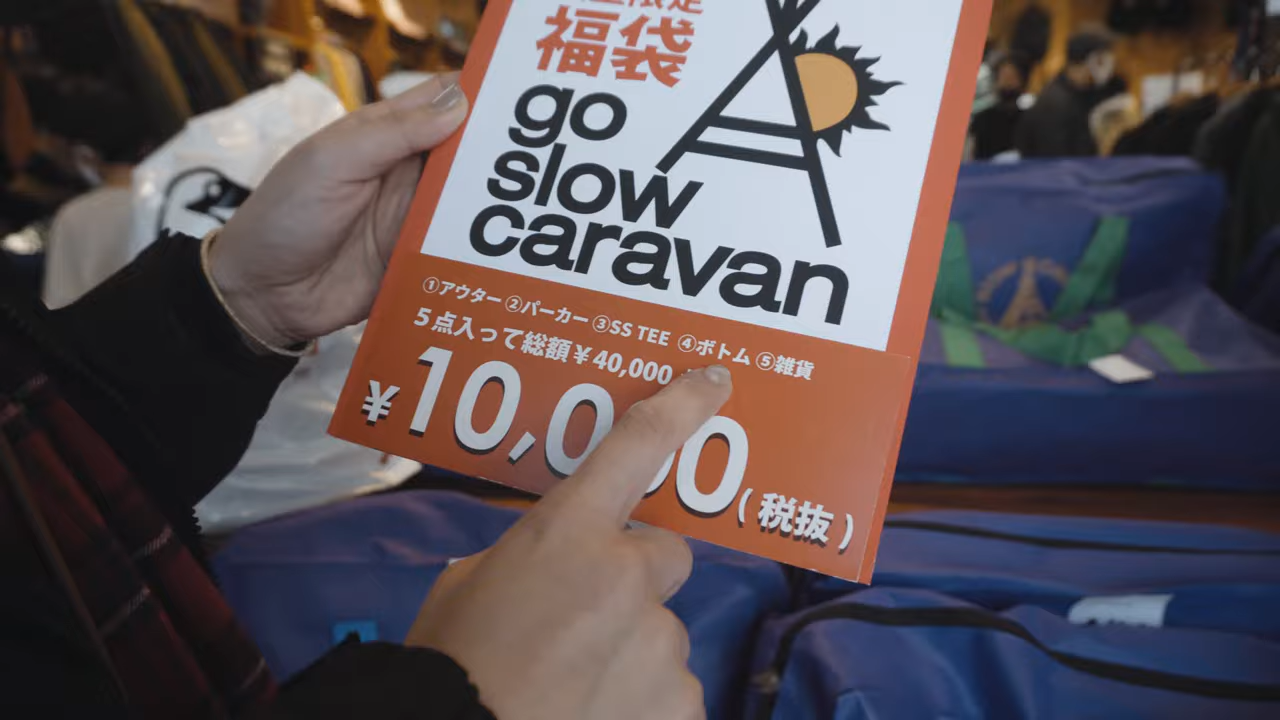 福袋
go
slow
caravan
①アウター ②パーカー ③SS TEE ④ボトム ⑤雑貨
5点入って総額¥40,000
¥10,000(税抜)